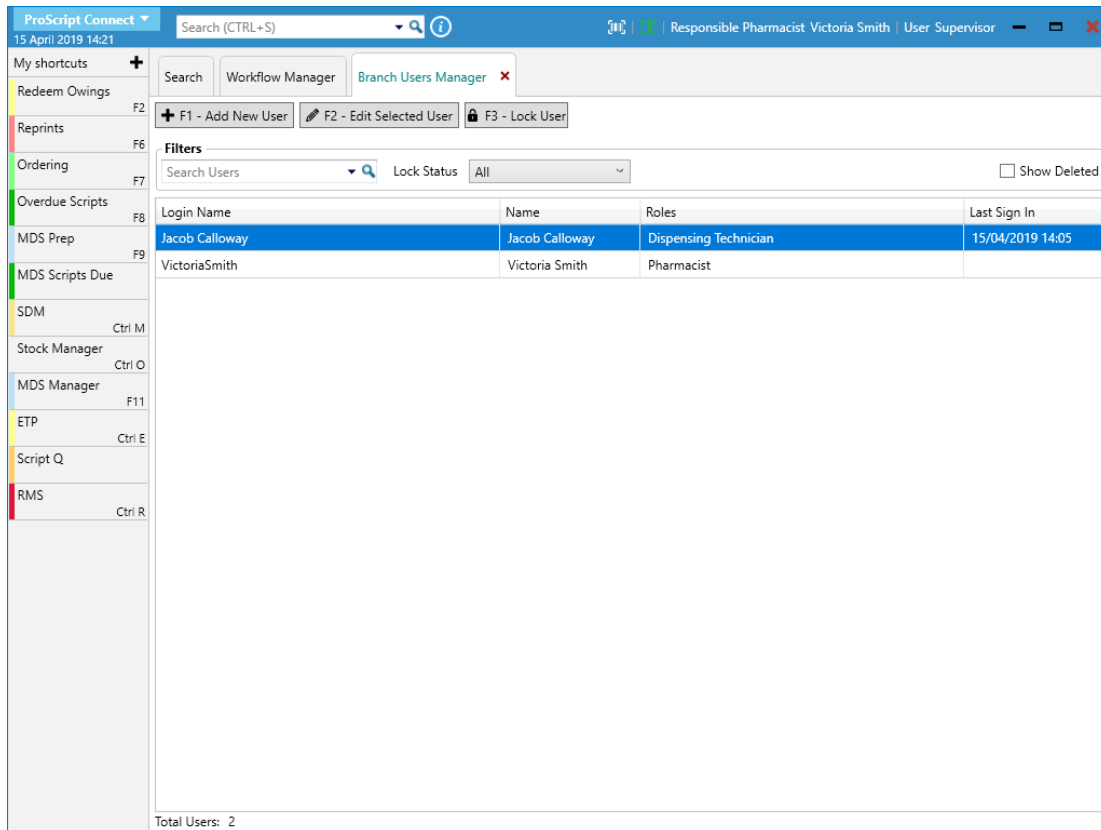 ProScript Connect
15 April 2019 14:21
Search (CTRL+S)
Responsible Pharmacist Victoria Smith | User Supervisor
My shortcuts
Redeem Owings
F2
Reprints
F6
Ordering
F7
Overdue Scripts
F8
MDS Prep
F9
MDS Scripts Due
SDM
Ctrl M
Stock Manager
Ctrl O
MDS Manager
F11
ETP
Ctrl E
Script Q
RMS
Ctrl R
Search Workflow Manager Branch Users Manager
F1 - Add New User F2 - Edit Selected User F3 - Lock User
Filters
Search Users Lock Status All Show Deleted
Login Name Name Roles Last Sign In
Jacob Calloway Jacob Calloway Dispensing Technician 15/04/2019 14:05
VictoriaSmith Victoria Smith Pharmacist
Total Users: 2